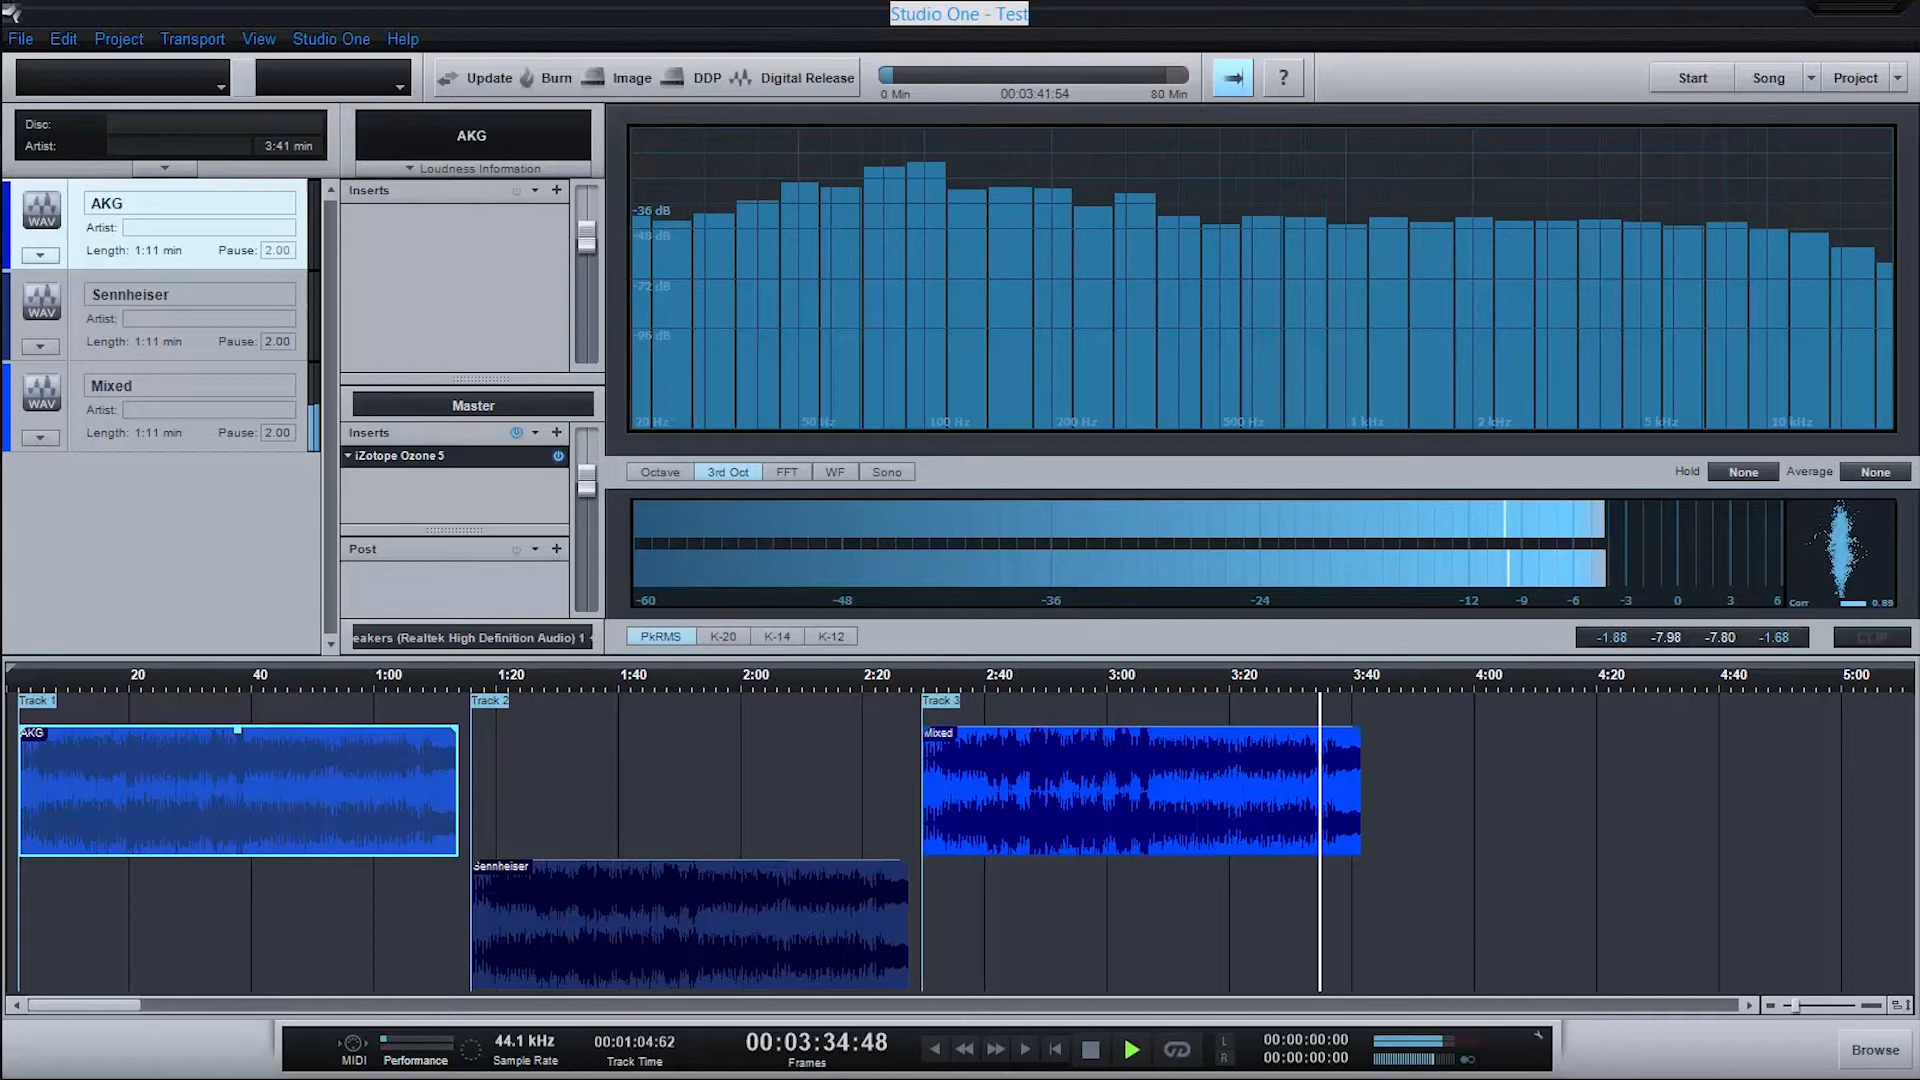 Studio One - Test
File Edit Project Transport View Studio One Help
Update Burn Image DDP Digital Release
0 Min 00:03:41:54 80 Min
?
Start Song Project
Disc:
Artist: 3:41 min
AKG
Loudness Information
WAV
AKG
Artist:
Length: 1:11 min Pause: 2.00
WAV
Sennheiser
Artist:
Length: 1:11 min Pause: 2.00
WAV
Mixed
Artist:
Length: 1:11 min Pause: 2.00
Inserts
Master
Inserts
iZotope Ozone 5
Post
eakers (Realtek High Definition Audio) 1
-36 dB
-48 dB
-72 dB
-96 dB
20 Hz 50 Hz 100 Hz 200 Hz 500 Hz 1 kHz 2 kHz 5 kHz 10 kHz
Octave 3rd Oct FFT WF Sono
Hold None Average None
-60 -48 -36 -24 -12 -9 -6 -3 0 3 6
Corr 0.89
PkRMS K-20 K-14 K-12
-1.88 -7.98 -7.80 -1.68
CLIP
20 40 1:00 1:20 1:40 2:00 2:20 2:40 3:00 3:20 3:40 4:00 4:20 4:40 5:00
Track 1 Track 2 Track 3
AKG
Mixed
Sennheiser
MIDI
Performance
44.1 kHz
Sample Rate
00:01:04:62
Track Time
00:03:34:48
Frames
L 00:00:00:00
R 00:00:00:00
Browse